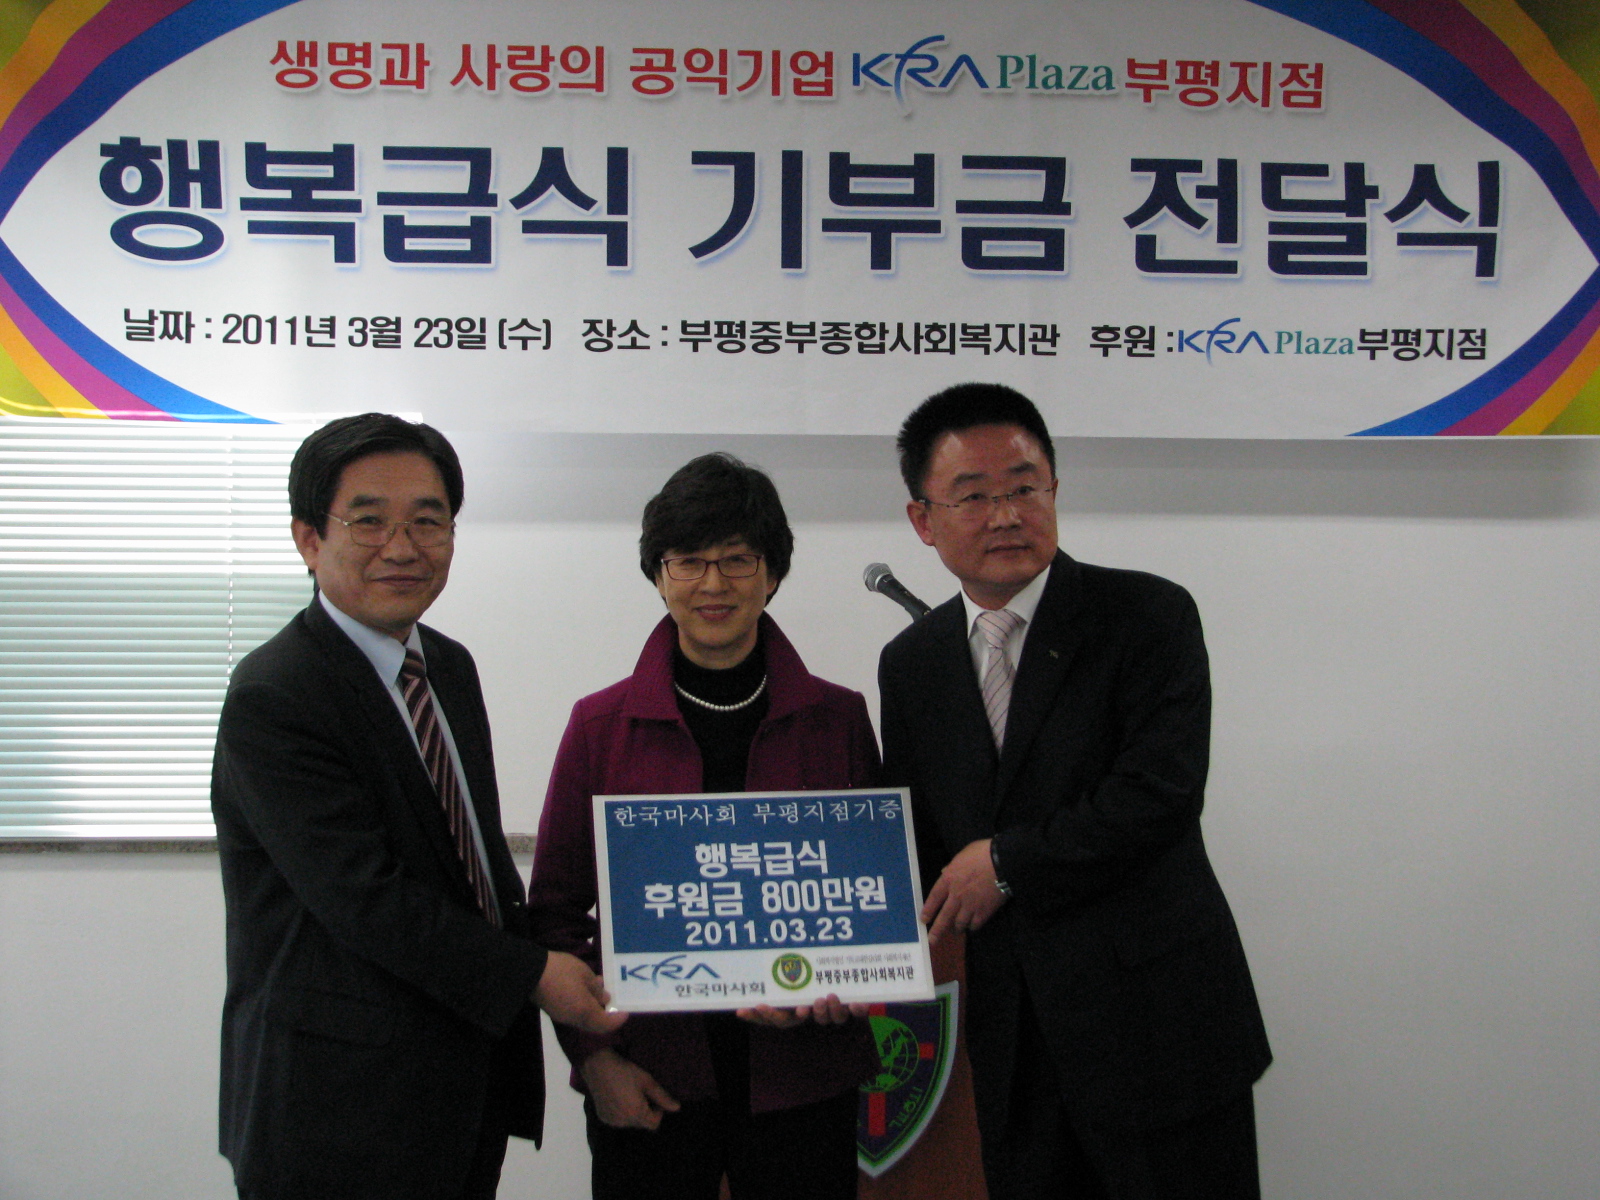 생명과 사랑의 공익기업 KRA Plaza 부평지점
행복급식 기부금 전달식
날짜 : 2011년 3월 23일 (수) 장소 : 부평중부종합사회복지관 후원 : KRA Plaza 부평지점
한국마사회 부평지점기증
행복급식
후원금 800만원
2011.03.23
KRA
한국마사회
부평중부종합사회복지관